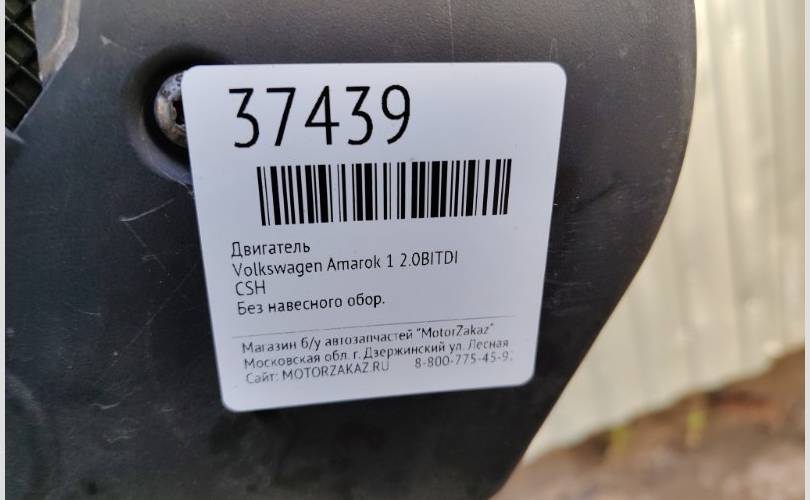 37439
Двигатель
Volkswagen Amarok 1 2.0BITDI
CSH
Без навесного обор.
Магазин б/у автозапчастей "MotorZakaz"
Московская обл. г. Дзержинский ул. Лесная
Сайт: MOTORZAKAZ.RU 8-800-775-45-9